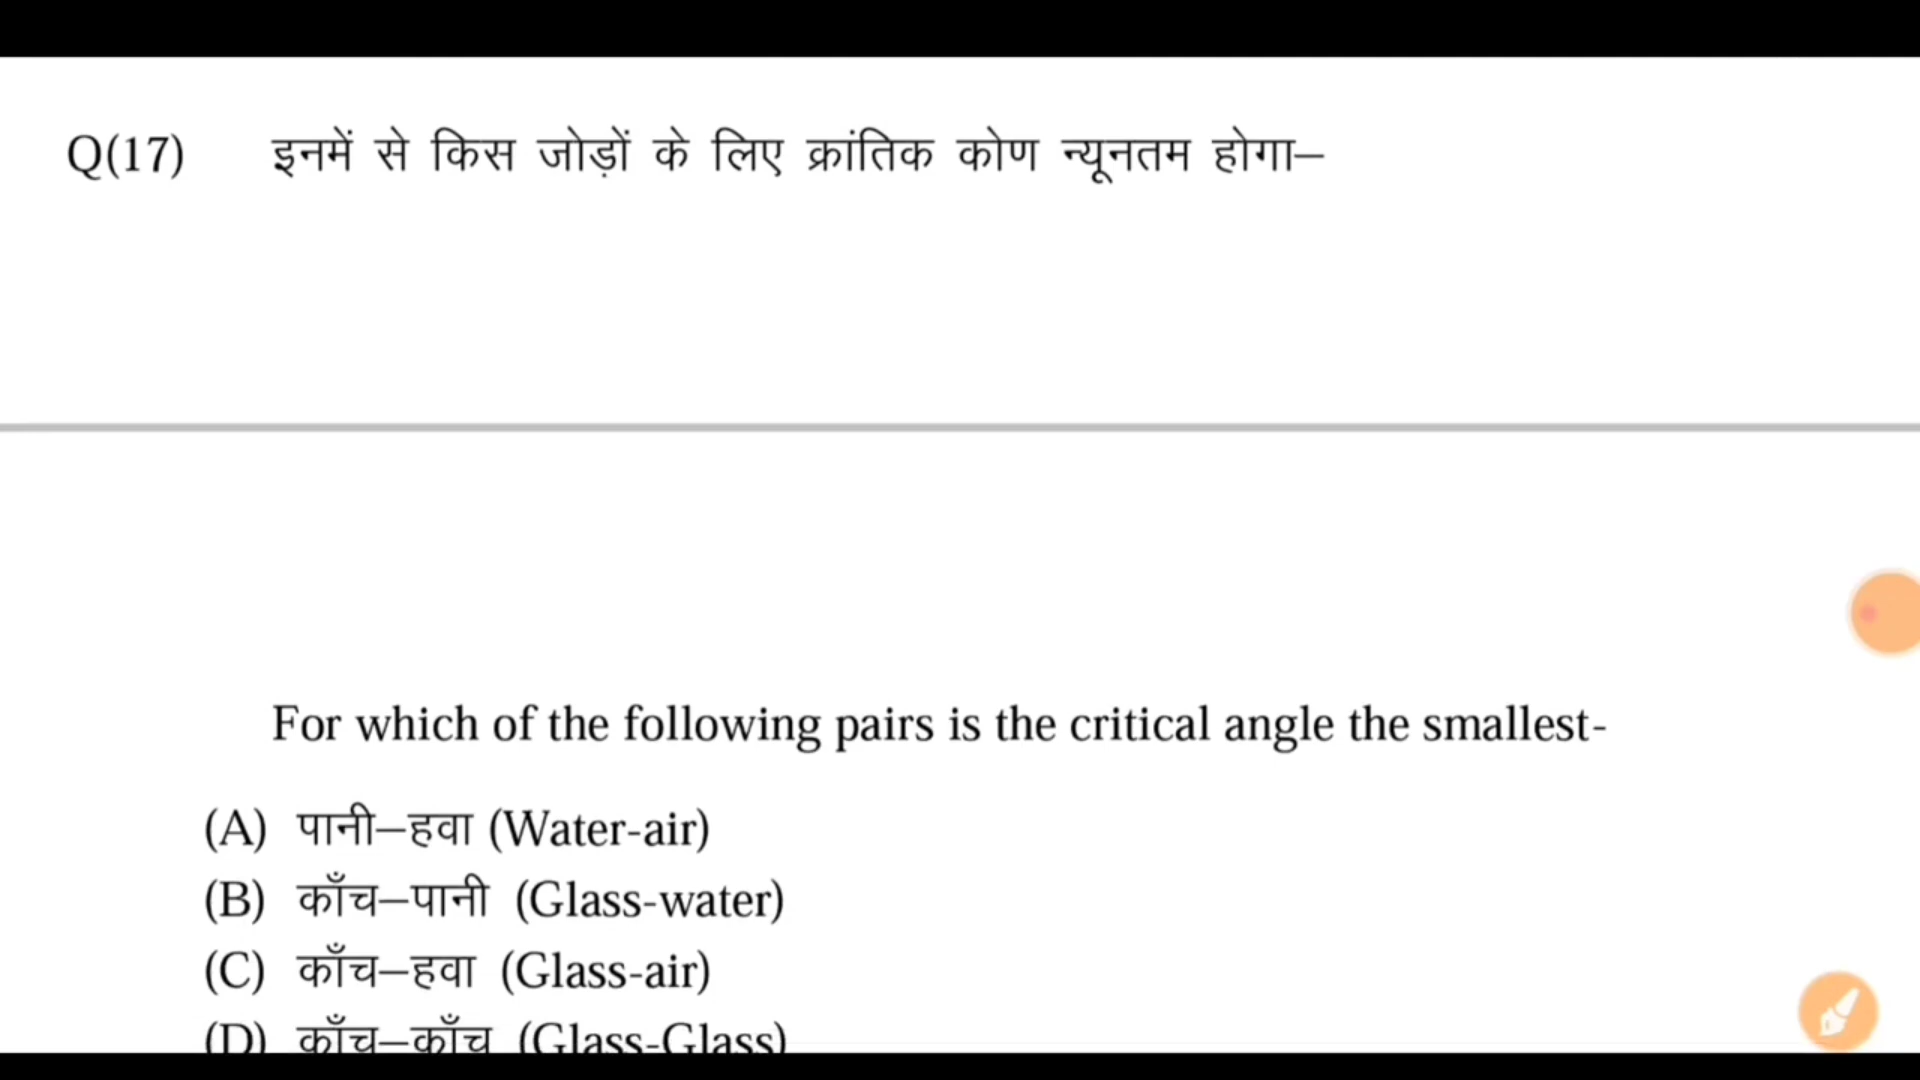 Q(17) इनमें से किस जोड़ों के लिए क्रांतिक कोण न्यूनतम होगा–
For which of the following pairs is the critical angle the smallest-
(A) पानी–हवा (Water-air)
(B) काँच–पानी (Glass-water)
(C) काँच–हवा (Glass-air)
(D) काँच–काँच (Glass-Glass)